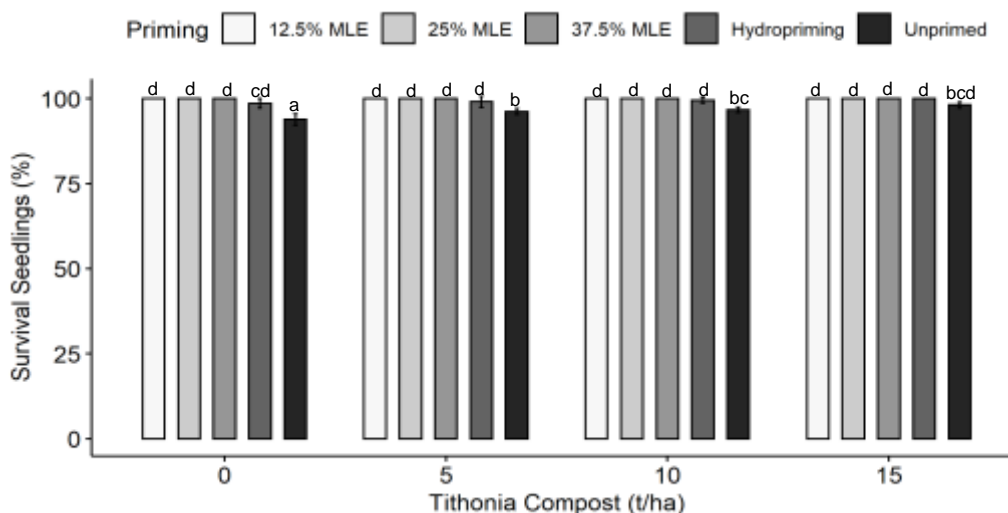 Priming 12.5% MLE 25% MLE 37.5% MLE Hydropriming Unprimed
Survival Seedlings (%)
100
75
50
25
0
d d d cd a
d d d d b
d d d d bc
d d d d bcd
0 5 10 15
Tithonia Compost (t/ha)